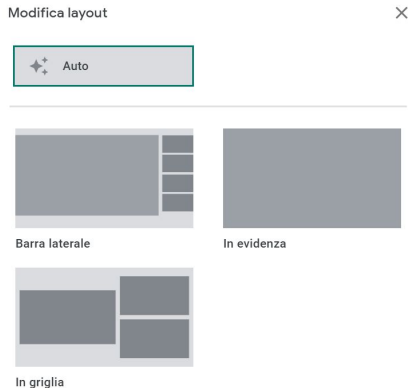 Modifica layout
Auto
Barra laterale
In evidenza
In griglia